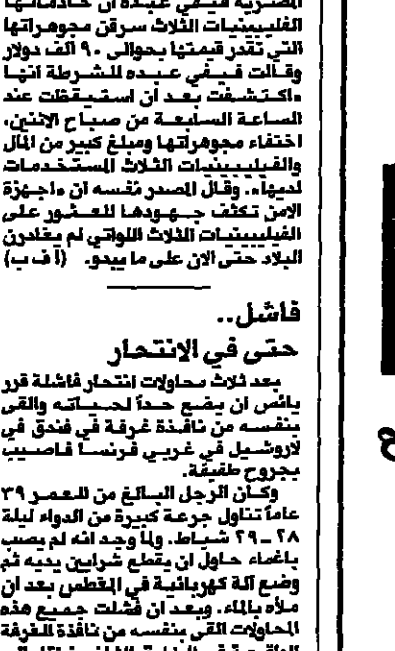 المصرية فيفي عبده ان خادماتها
الفليبينيات الثلاث سرقن مجوهراتها
التي تقدر قيمتها بحوالى ٩٠ الف دولار
وقالت فيفي عبده للشرطة انها
«اكتشفت بعد أن استيقظت عند
الساعة السابعة من صباح الاثنين،
اختفاء مجوهراتها ومبلغ كبير من المال
والفيليبينيات الثلاث المستخدمات
لديها». وقال المصدر نفسه ان «اجهزة
الامن تكثف جهودها للعثور على
الفيليبينيات الثلاث اللواتي لم يغادرن
البلاد حتى الان على ما يبدو. (أ ف ب)
فاشل..
حتى في الانتحار
بعد ثلاث محاولات انتحار فاشلة قرر
يائس ان يضع حداً لحياته والقى
بنفسه من نافذة غرفة في فندق في
لاروشيل في غربي فرنسا فاصيب
بجروح طفيفة.
وكان الرجل البالغ من العمر ٣٩
عاماً تناول جرعة كبيرة من الدواء ليلة
٢٨ - ٢٩ شباط. ولما وجد انه لم يصب
باغماء حاول ان يقطع شرايين يديه ثم
وضع آلة كهربائية في المغطس بعد ان
ملأه بالماء. وبعد ان فشلت جميع هذه
المحاولات القى بنفسه من نافذة الغرفة